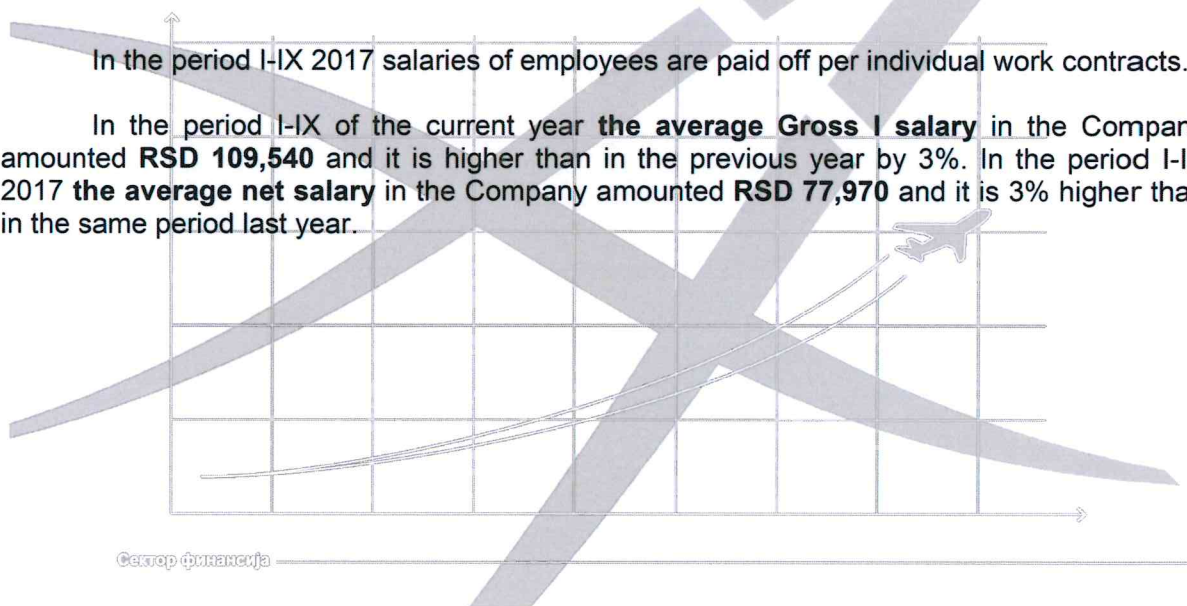 In the period I-IX 2017 salaries of employees are paid off per individual work contracts.
In the period I-IX of the current year the average Gross I salary in the Compan
amounted RSD 109,540 and it is higher than in the previous year by 3%. In the period I-I
2017 the average net salary in the Company amounted RSD 77,970 and it is 3% higher tha
in the same period last year.
Сектор финансија